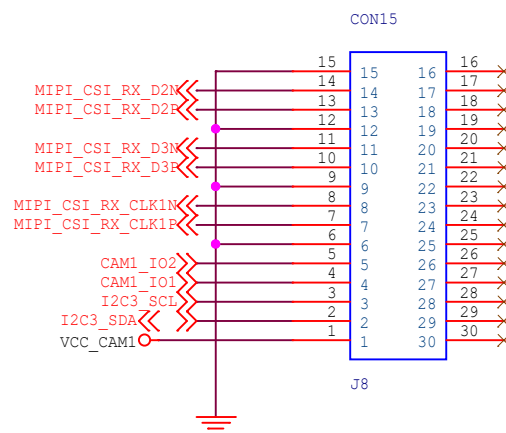 CON15
15 15 16 16
MIPI_CSI_RX_D2N 14 14 17 17
MIPI_CSI_RX_D2P 13 13 18 18
12 12 19 19
MIPI_CSI_RX_D3N 11 11 20 20
MIPI_CSI_RX_D3P 10 10 21 21
9 9 22 22
MIPI_CSI_RX_CLK1N 8 8 23 23
MIPI_CSI_RX_CLK1P 7 7 24 24
6 6 25 25
CAM1_IO2 5 5 26 26
CAM1_IO1 4 4 27 27
I2C3_SCL 3 3 28 28
I2C3_SDA 2 2 29 29
VCC_CAM1 1 1 30 30
J8